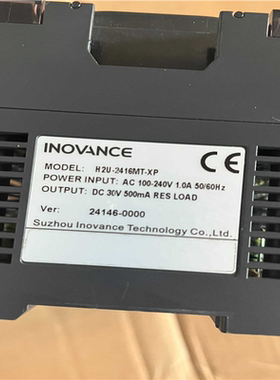 INOVANCE
CE
MODEL: H2U-2416MT-XP
POWER INPUT: AC 100-240V 1.0A 50/60Hz
OUTPUT: DC 30V 500mA RES LOAD
Ver: 24146-0000
Suzhou Inovance Technology Co.,Ltd.